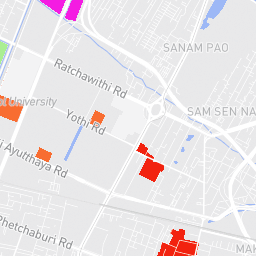 SANAM PAO
Ratchawithi Rd
University
SAM SEN NA
Yothi Rd
Ayutthaya Rd
Phetchaburi Rd
MAK